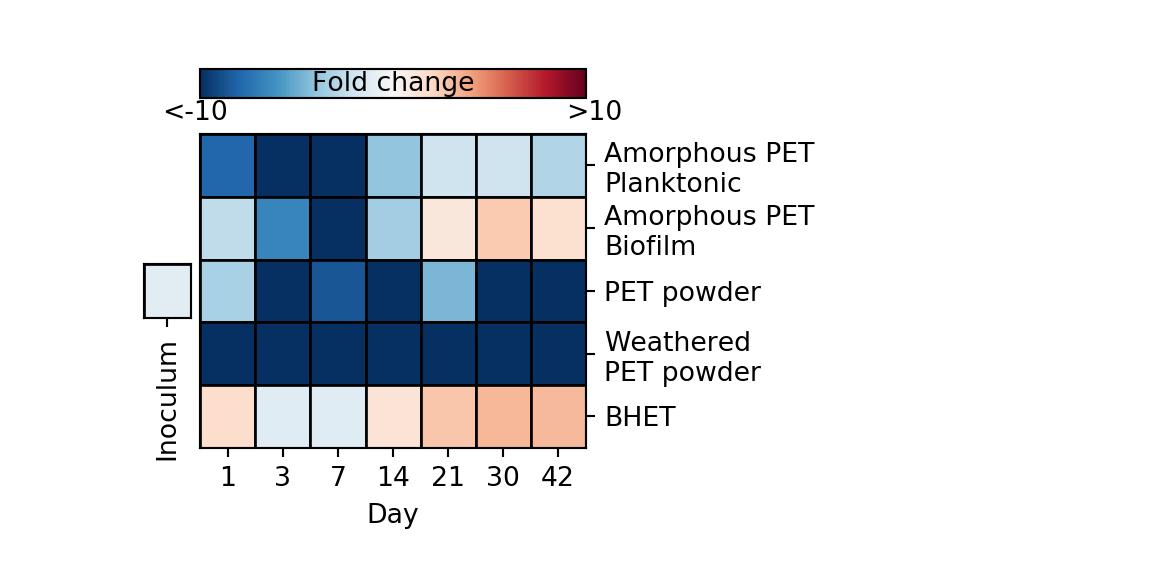 Fold change
<-10 >10
Amorphous PET
Planktonic
Amorphous PET
Biofilm
PET powder
Weathered
PET powder
BHET
Inoculum
1 3 7 14 21 30 42
Day